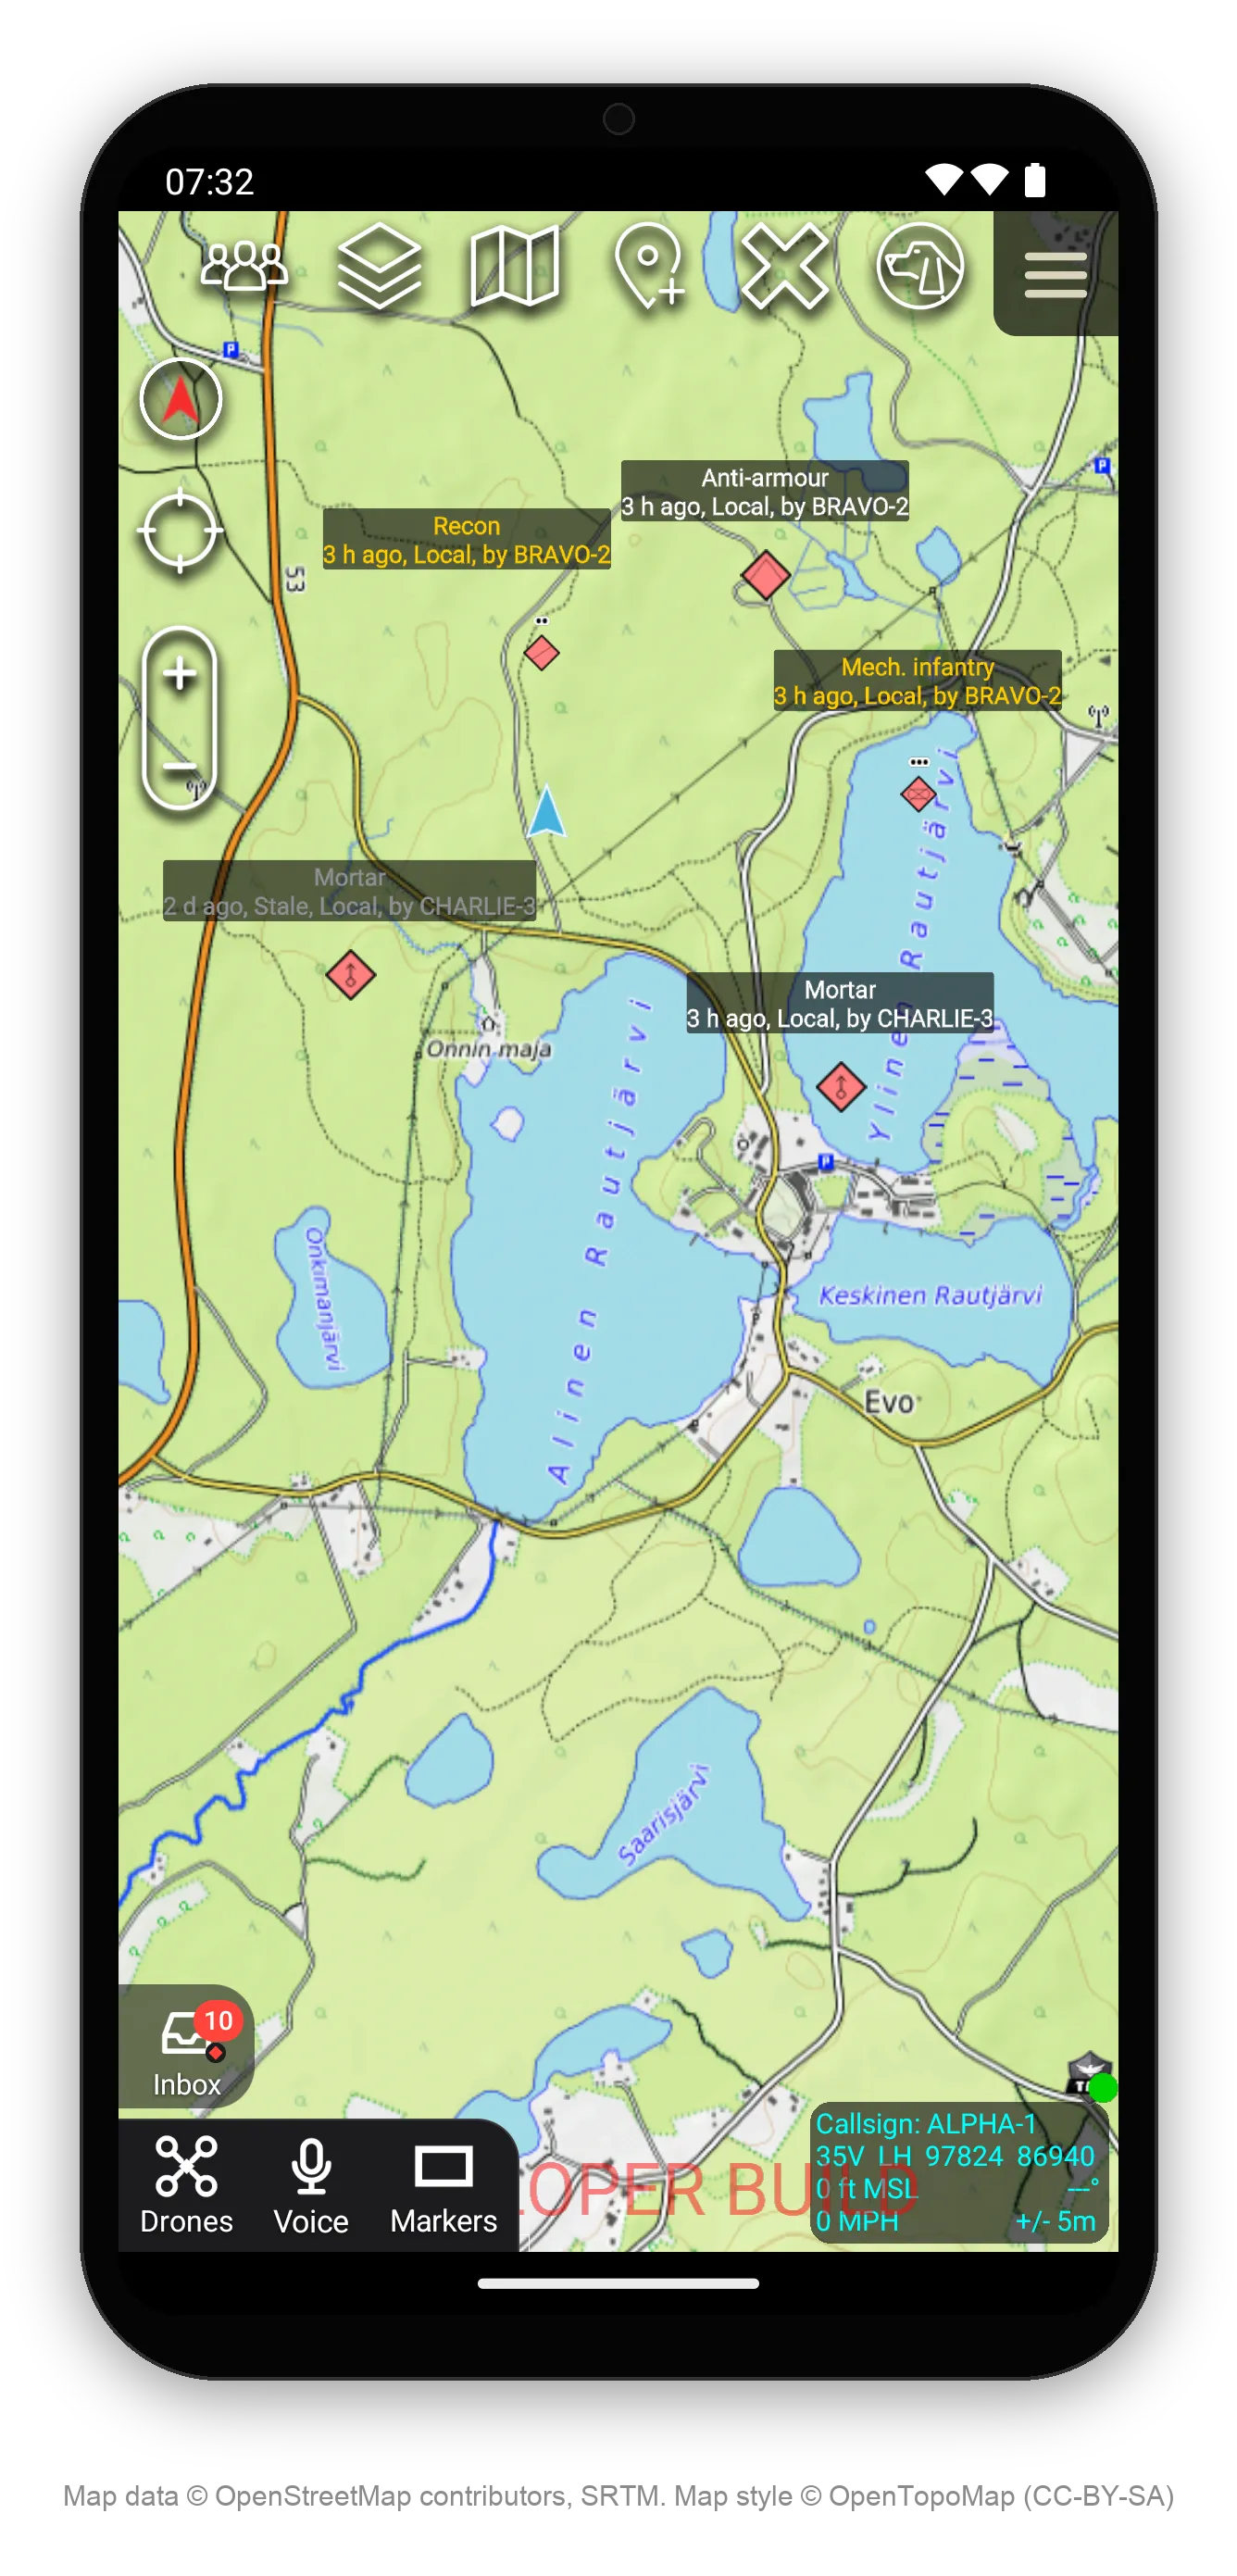 07:32
P
P
Anti-armour
3 h ago, Local, by BRAVO-2
Recon
3 h ago, Local, by BRAVO-2
53
Mech. infantry
3 h ago, Local, by BRAVO-2
Mortar
2 d ago, Stale, Local, by CHARLIE-3
Mortar
3 h ago, Local, by CHARLIE-3
Onnin maja
Ylinen Rautjärvi
Alinen Rautjärvi
P
Onkimanjärvi
Keskinen Rautjärvi
Evo
Saarisjärvi
10
Inbox
Drones
Voice
Markers
LOPER BUILD
Callsign: ALPHA-1
35V LH 97824 86940
0 ft MSL
---°
0 MPH
+/- 5m
Map data © OpenStreetMap contributors, SRTM. Map style © OpenTopoMap (CC-BY-SA)